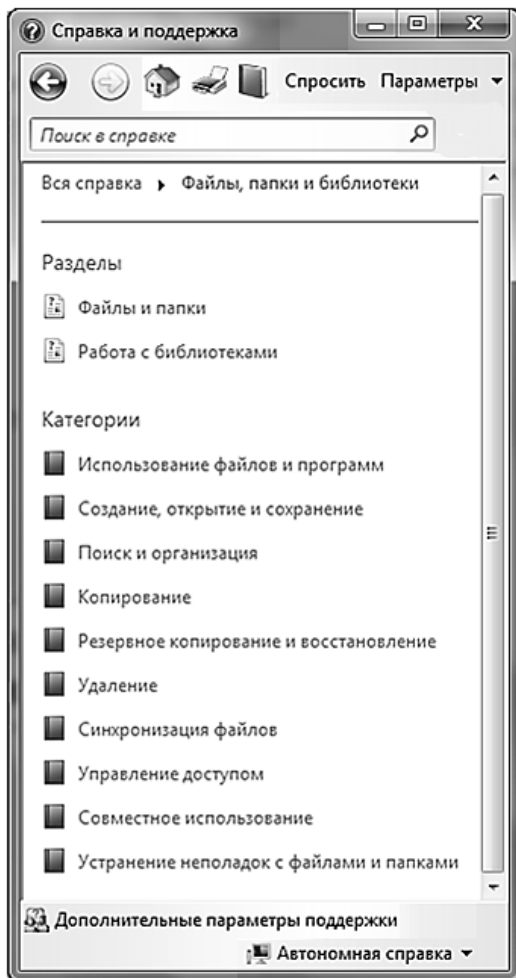 Справка и поддержка
Спросить Параметры
Поиск в справке
Вся справка Файлы, папки и библиотеки
Разделы
Файлы и папки
Работа с библиотеками
Категории
Использование файлов и программ
Создание, открытие и сохранение
Поиск и организация
Копирование
Резервное копирование и восстановление
Удаление
Синхронизация файлов
Управление доступом
Совместное использование
Устранение неполадок с файлами и папками
Дополнительные параметры поддержки
Автономная справка